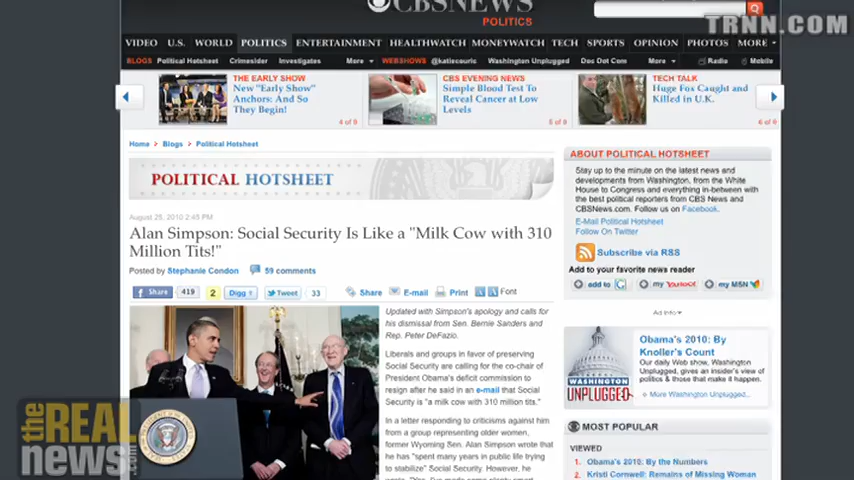 CBSNEWS
POLITICS
TRNN.COM
VIDEO U.S. WORLD POLITICS ENTERTAINMENT HEALTHWATCH MONEYWATCH TECH SPORTS OPINION PHOTOS MORE
BLOGS Political Hotsheet Crimesider Investigates More WEBSHOWS @katiecouric Washington Unplugged Dos Dot Com More Radio Mobile
THE EARLY SHOW
New "Early Show"
Anchors: And So
They Begin!
4 of 9
CBS EVENING NEWS
Simple Blood Test To
Reveal Cancer at Low
Levels
5 of 9
TECH TALK
Huge Fox Caught and
Killed in U.K.
6 of 9
Home › Blogs › Political Hotsheet
POLITICAL HOTSHEET
August 25, 2010 2:45 PM
Alan Simpson: Social Security Is Like a "Milk Cow with 310
Million Tits!"
Posted by Stephanie Condon 59 comments
Share 419 2 Digg Tweet 33 Share E-mail Print A A Font
Updated with Simpson's apology and calls for
his dismissal from Sen. Bernie Sanders and
Rep. Peter DeFazio.
Liberals and groups in favor of preserving
Social Security are calling for the co-chair of
President Obama's deficit commission to
resign after he said in an e-mail that Social
Security is "a milk cow with 310 million tits."
In a letter responding to criticisms against him
from a group representing older women,
former Wyoming Sen. Alan Simpson wrote that
he has "spent many years in public life trying
to stabilize" Social Security. However, he
ABOUT POLITICAL HOTSHEET
Stay up to the minute on the latest news and
developments from Washington, from the White
House to Congress and everything in-between with
the best political reporters from CBS News and
CBSNews.com. Follow us on Facebook.
E-Mail Political Hotsheet
Follow On Twitter
Subscribe via RSS
Add to your favorite news reader
add to G my YAHOO! my MSN
Ad Info
Obama's 2010: By
Knoller's Count
Our daily Web show, Washington
Unplugged, gives an insider's view of
politics & those that make it happen.
» More Washington Unplugged...
WASHINGTON
UNPLUGGED
MOST POPULAR
VIEWED
1. Obama's 2010: By the Numbers
2. Kristi Cornwell: Remains of Missing Woman
the REAL
news.com